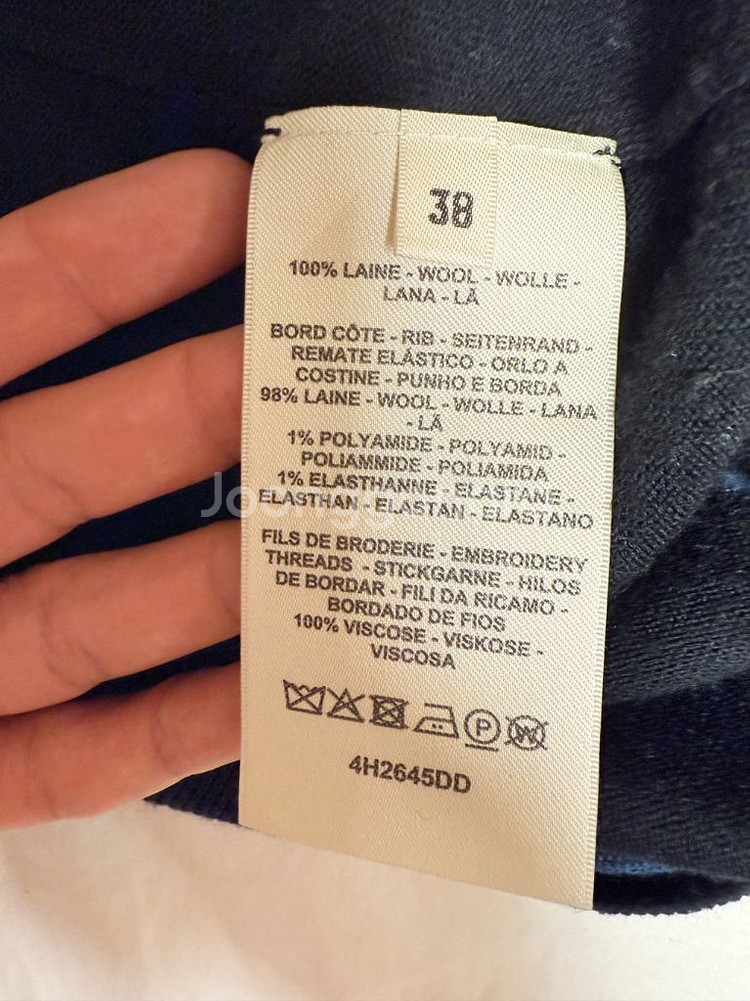 38
100% LAINE - WOOL - WOLLE -
LANA - LÃ
BORD CÔTE - RIB - SEITENRAND -
REMATE ELÁSTICO - ORLO A
COSTINE - PUNHO E BORDA
98% LAINE - WOOL - WOLLE - LANA
- LÃ
1% POLYAMIDE - POLYAMID -
POLIAMMIDE - POLIAMIDA
1% ELASTHANNE - ELASTANE -
ELASTHAN - ELASTAN - ELASTANO
FILS DE BRODERIE - EMBROIDERY
THREADS - STICKGARNE - HILOS
DE BORDAR - FILI DA RICAMO -
BORDADO DE FIOS
100% VISCOSE - VISKOSE -
VISCOSA
P
W
4H2645DD